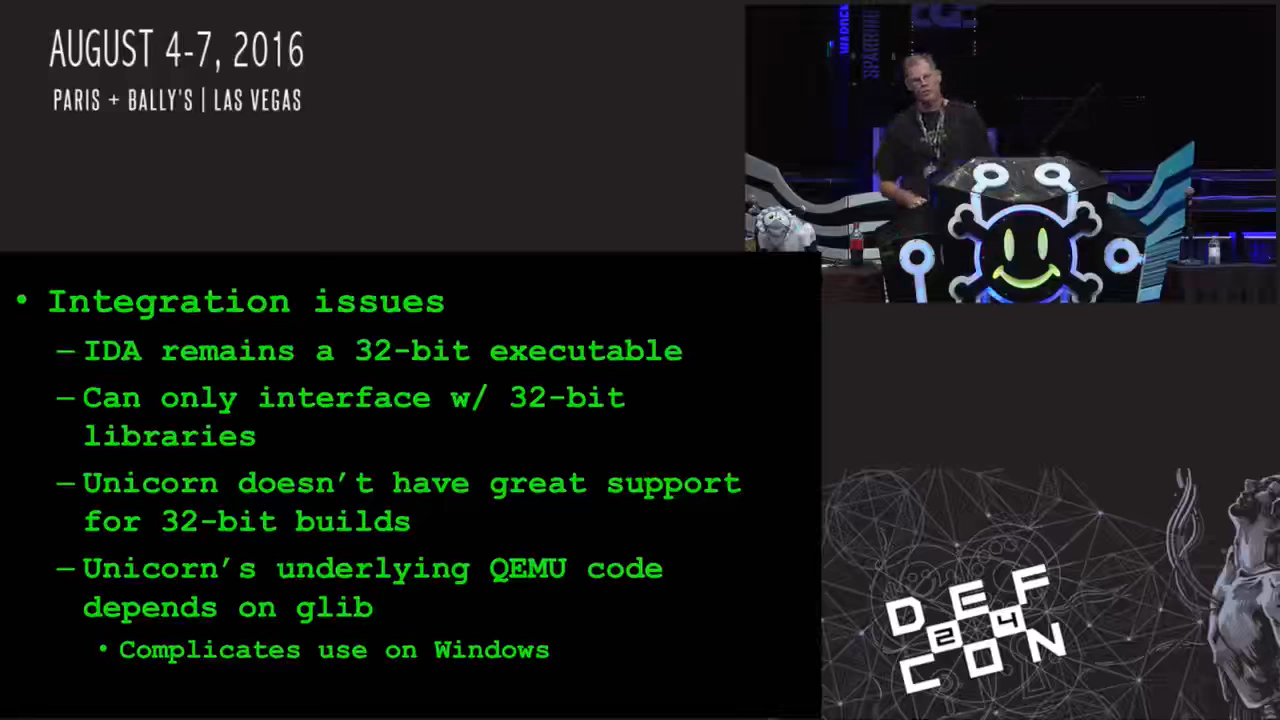 AUGUST 4-7, 2016
PARIS + BALLY'S | LAS VEGAS
• Integration issues
– IDA remains a 32-bit executable
– Can only interface w/ 32-bit
libraries
– Unicorn doesn’t have great support
for 32-bit builds
– Unicorn’s underlying QEMU code
depends on glib
• Complicates use on Windows
DEF
24
CON